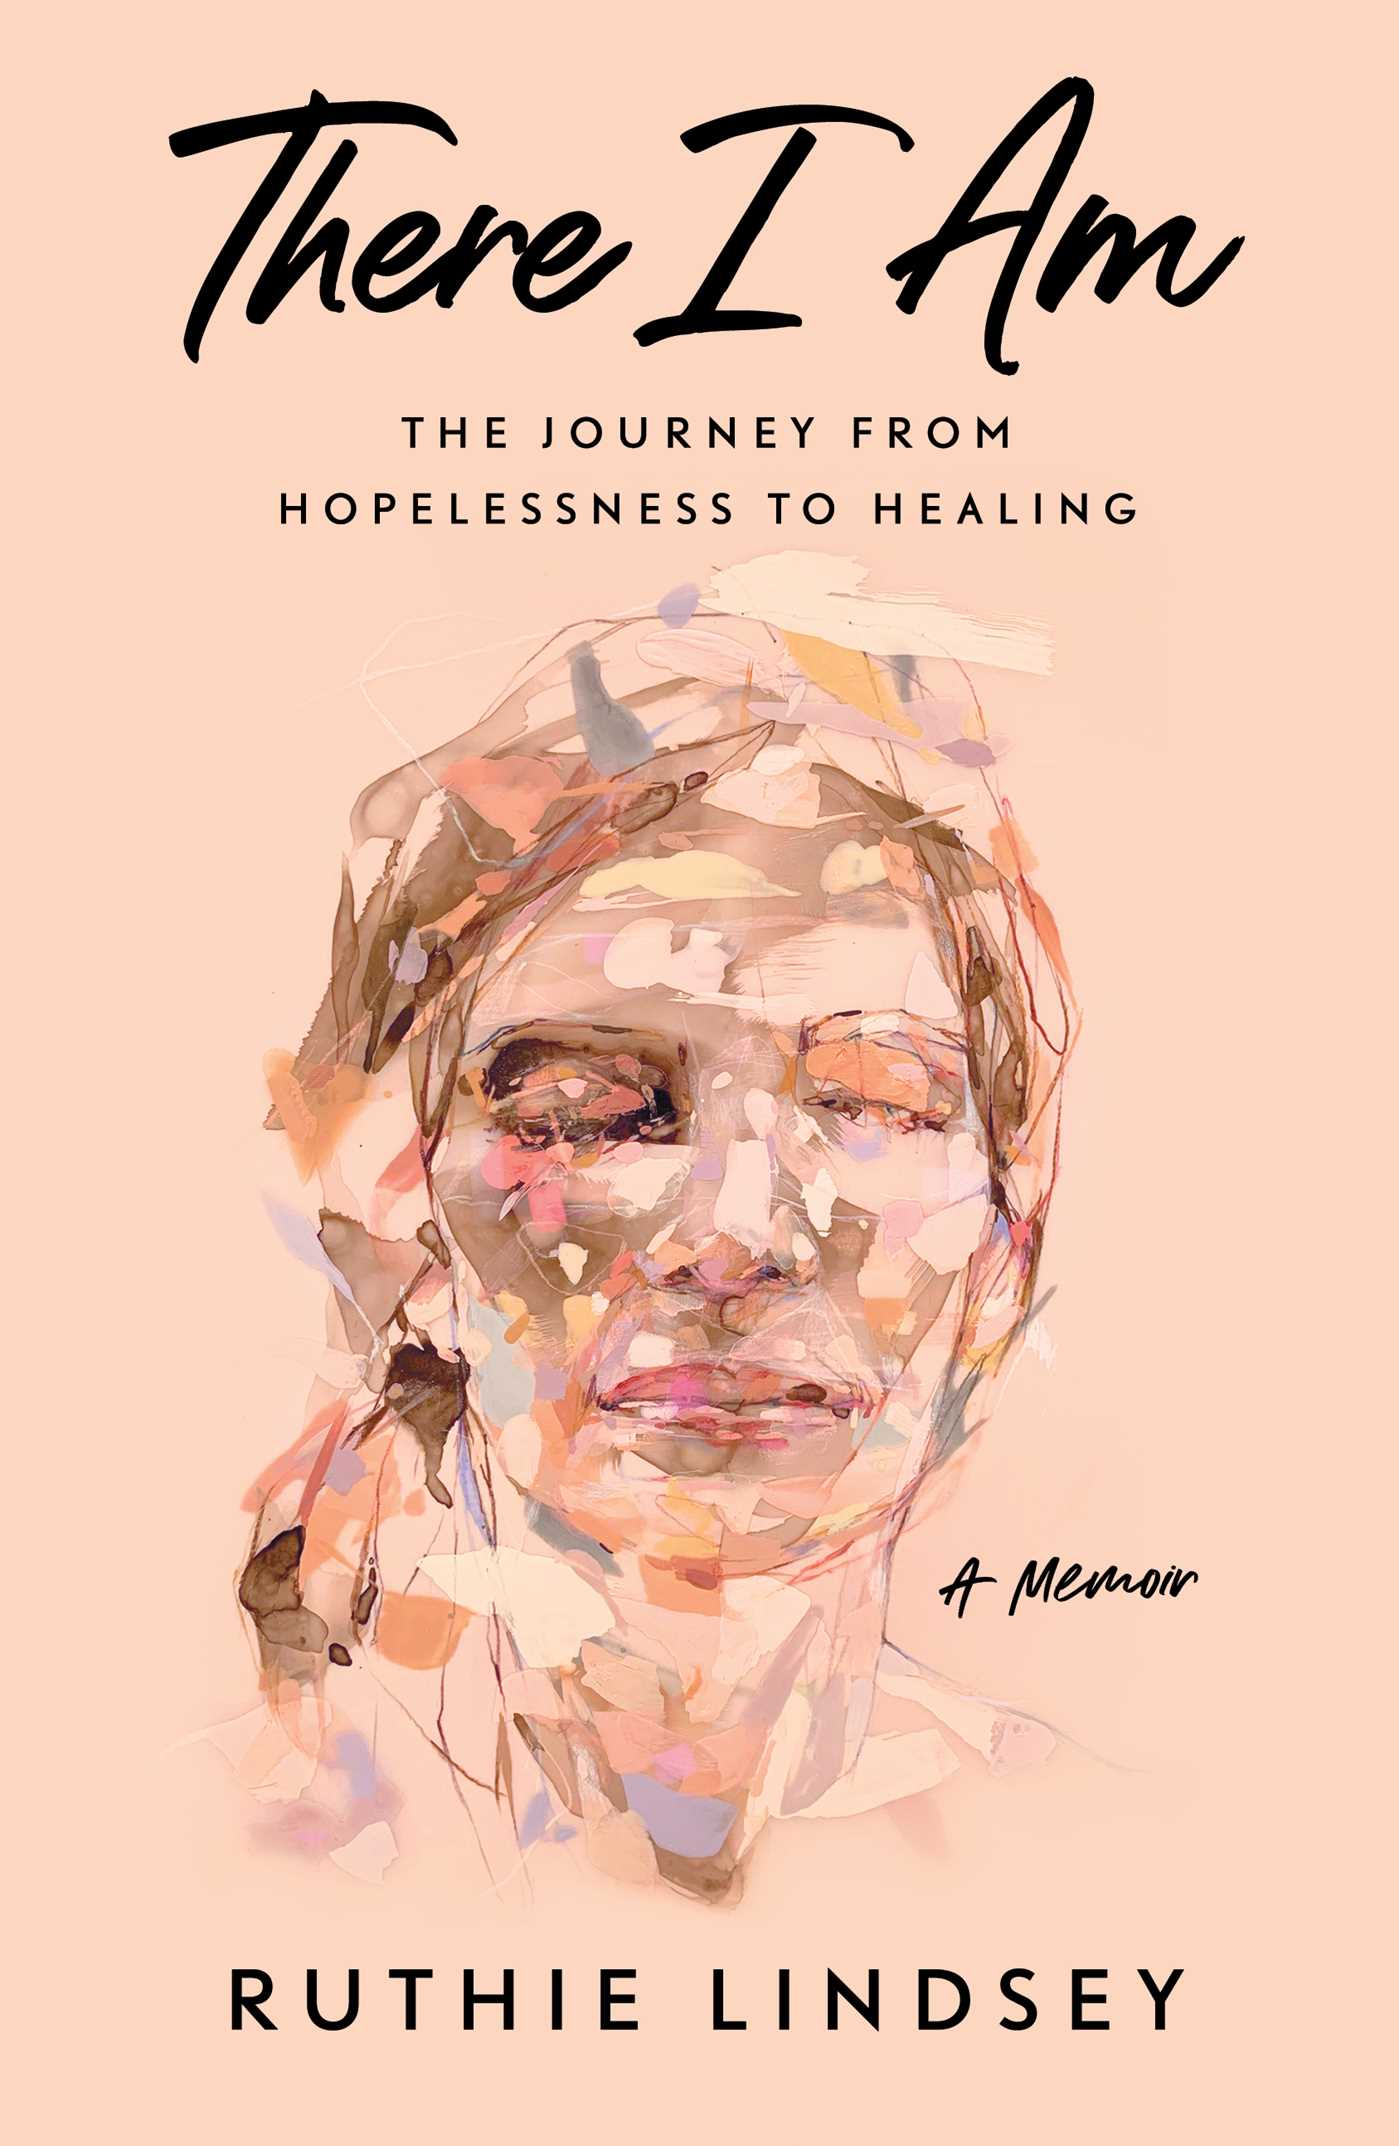 There I Am
THE JOURNEY FROM
HOPELESSNESS TO HEALING
A Memoir
RUTHIE LINDSEY